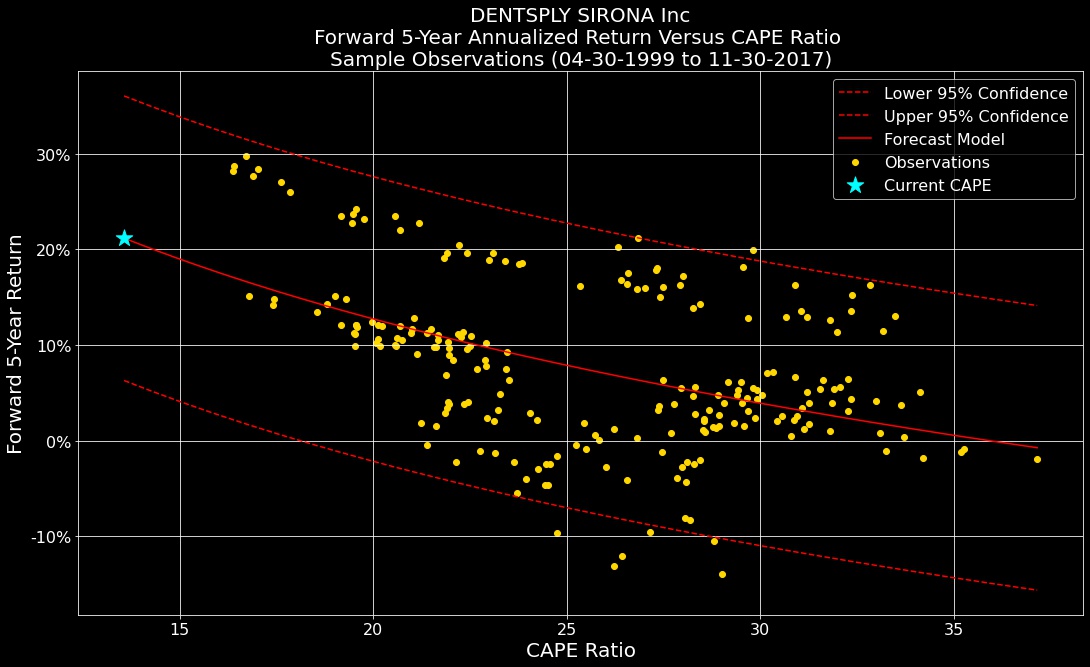 DENTSPLY SIRONA Inc
Forward 5-Year Annualized Return Versus CAPE Ratio
Sample Observations (04-30-1999 to 11-30-2017)
Lower 95% Confidence
Upper 95% Confidence
Forecast Model
Observations
Current CAPE
Forward 5-Year Return
30%
20%
10%
0%
-10%
15
20
25
30
35
CAPE Ratio